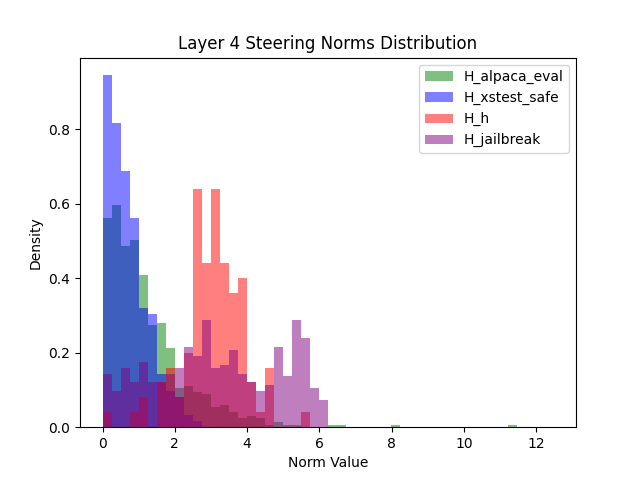 Layer 4 Steering Norms Distribution
H_alpaca_eval
H_xstest_safe
H_h
H_jailbreak
Density
0.8
0.6
0.4
0.2
0.0
0 2 4 6 8 10 12
Norm Value